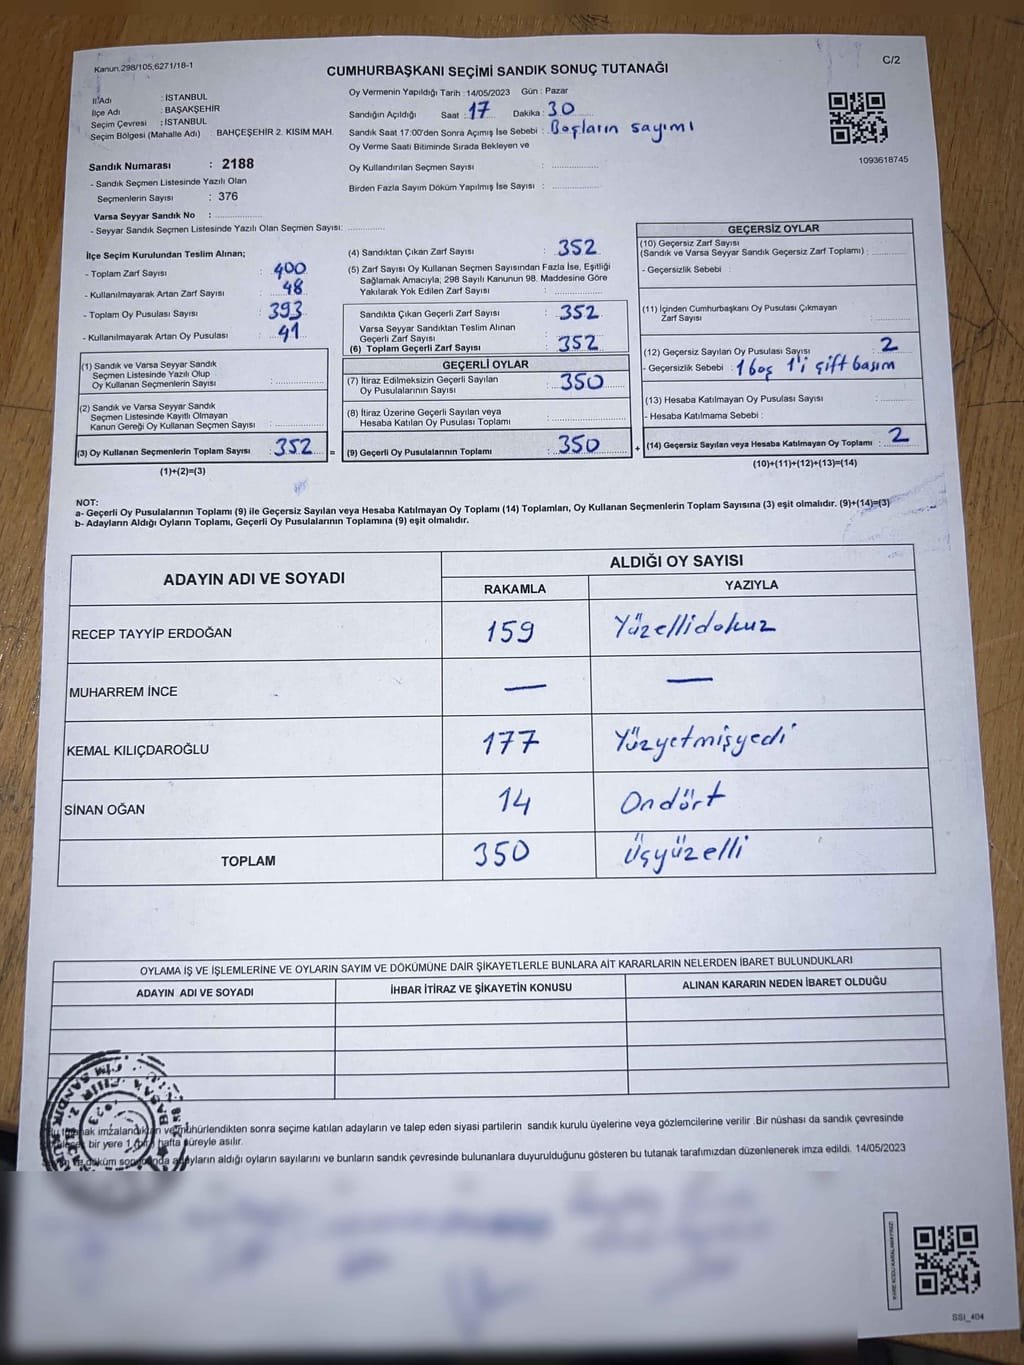 Kanun.298/105,6271/18-1
C/2
CUMHURBAŞKANI SEÇİMİ SANDIK SONUÇ TUTANAĞI
İl Adı : İSTANBUL
İlçe Adı : BAŞAKŞEHİR
Seçim Çevresi : İSTANBUL
Seçim Bölgesi (Mahalle Adı) : BAHÇEŞEHİR 2. KISIM MAH.
Sandık Numarası : 2188
- Sandık Seçmen Listesinde Yazılı Olan
Seçmenlerin Sayısı : 376
Varsa Seyyar Sandık No :
- Seyyar Sandık Seçmen Listesinde Yazılı Olan Seçmen Sayısı:
Oy Vermenin Yapıldığı Tarih : 14/05/2023 Gün : Pazar
Sandığın Açıldığı Saat : 17 Dakika : 30
Sandık Saat 17:00'den Sonra Açımış İse Sebebi : Boşların sayımı
Oy Verme Saati Bitiminde Sırada Bekleyen ve
Oy Kullandırılan Seçmen Sayısı :
Birden Fazla Sayım Döküm Yapılmış İse Sayısı :
1093618745
İlçe Seçim Kurulundan Teslim Alınan;
- Toplam Zarf Sayısı : 400
- Kullanılmayarak Artan Zarf Sayısı : 48
- Toplam Oy Pusulası Sayısı : 393
- Kullanılmayarak Artan Oy Pusulası : 41
(1) Sandık ve Varsa Seyyar Sandık
Seçmen Listesinde Yazılı Olup
Oy Kullanan Seçmenlerin Sayısı :
(2) Sandık ve Varsa Seyyar Sandık
Seçmen Listesinde Kayıtlı Olmayan
Kanun Gereği Oy Kullanan Seçmen Sayısı :
(3) Oy Kullanan Seçmenlerin Toplam Sayısı : 352 =
(1)+(2)=(3)
(4) Sandıktan Çıkan Zarf Sayısı : 352
(5) Zarf Sayısı Oy Kullanan Seçmen Sayısından Fazla İse, Eşitliği
Sağlamak Amacıyla, 298 Sayılı Kanunun 98. Maddesine Göre
Yakılarak Yok Edilen Zarf Sayısı :
Sandıkta Çıkan Geçerli Zarf Sayısı : 352
Varsa Seyyar Sandıktan Teslim Alınan
Geçerli Zarf Sayısı :
(6) Toplam Geçerli Zarf Sayısı 352
GEÇERLİ OYLAR
(7) İtiraz Edilmeksizin Geçerli Sayılan
Oy Pusulasının Sayısı : 350
(8) İtiraz Üzerine Geçerli Sayılan veya
Hesaba Katılan Oy Pusulası Toplamı :
(9) Geçerli Oy Pusulalarının Toplamı : 350 +
GEÇERSİZ OYLAR
(10) Geçersiz Zarf Sayısı
(Sandık ve Varsa Seyyar Sandık Geçersiz Zarf Toplamı) :
- Geçersizlik Sebebi :
(11) İçinden Cumhurbaşkanı Oy Pusulası Çıkmayan
Zarf Sayısı :
(12) Geçersiz Sayılan Oy Pusulası Sayısı : 2
- Geçersizlik Sebebi : 1 boş 1'i çift basım
(13) Hesaba Katılmayan Oy Pusulası Sayısı :
- Hesaba Katılmama Sebebi :
(14) Geçersiz Sayılan veya Hesaba Katılmayan Oy Toplamı : 2
(10)+(11)+(12)+(13)=(14)
NOT:
a- Geçerli Oy Pusulalarının Toplamı (9) ile Geçersiz Sayılan veya Hesaba Katılmayan Oy Toplamı (14) Toplamları, Oy Kullanan Seçmenlerin Toplam Sayısına (3) eşit olmalıdır. (9)+(14)=(3)
b- Adayların Aldığı Oyların Toplamı, Geçerli Oy Pusulalarının Toplamına (9) eşit olmalıdır.
ADAYIN ADI VE SOYADI
ALDIĞI OY SAYISI
RAKAMLA YAZIYLA
RECEP TAYYİP ERDOĞAN 159 Yüzellidokuz
MUHARREM İNCE — —
KEMAL KILIÇDAROĞLU 177 Yüzyetmişyedi
SİNAN OĞAN 14 Ondört
TOPLAM 350 Üçyüzelli
OYLAMA İŞ VE İŞLEMLERİNE VE OYLARIN SAYIM VE DÖKÜMÜNE DAİR ŞİKAYETLERLE BUNLARA AİT KARARLARIN NELERDEN İBARET BULUNDUKLARI
ADAYIN ADI VE SOYADI İHBAR İTİRAZ VE ŞİKAYETİN KONUSU ALINAN KARARIN NEDEN İBARET OLDUĞU
tutanak imzalandıktan ve mühürlendikten sonra seçime katılan adayların ve talep eden siyasi partilerin sandık kurulu üyelerine veya gözlemcilerine verilir. Bir nüshası da sandık çevresinde
bir yere 1 hafta süreyle asılır.
döküm adayların aldığı oyların sayılarını ve bunların sandık çevresinde bulunanlara duyurulduğunu gösteren bu tutanak tarafımızdan düzenlenerek imza edildi. 14/05/2023
SSI_404